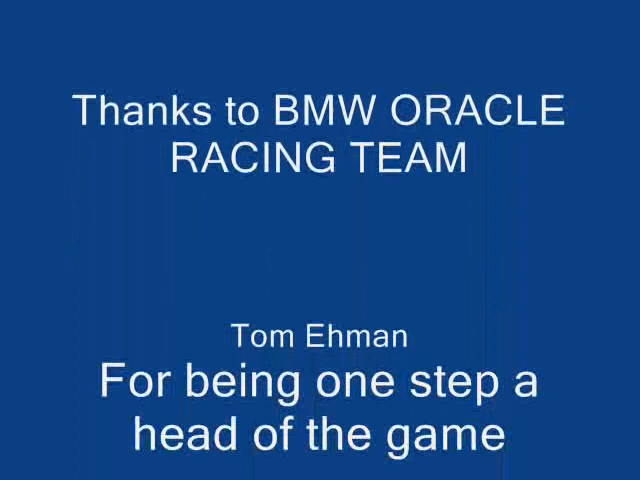 Thanks to BMW ORACLE
RACING TEAM
Tom Ehman
For being one step a
head of the game